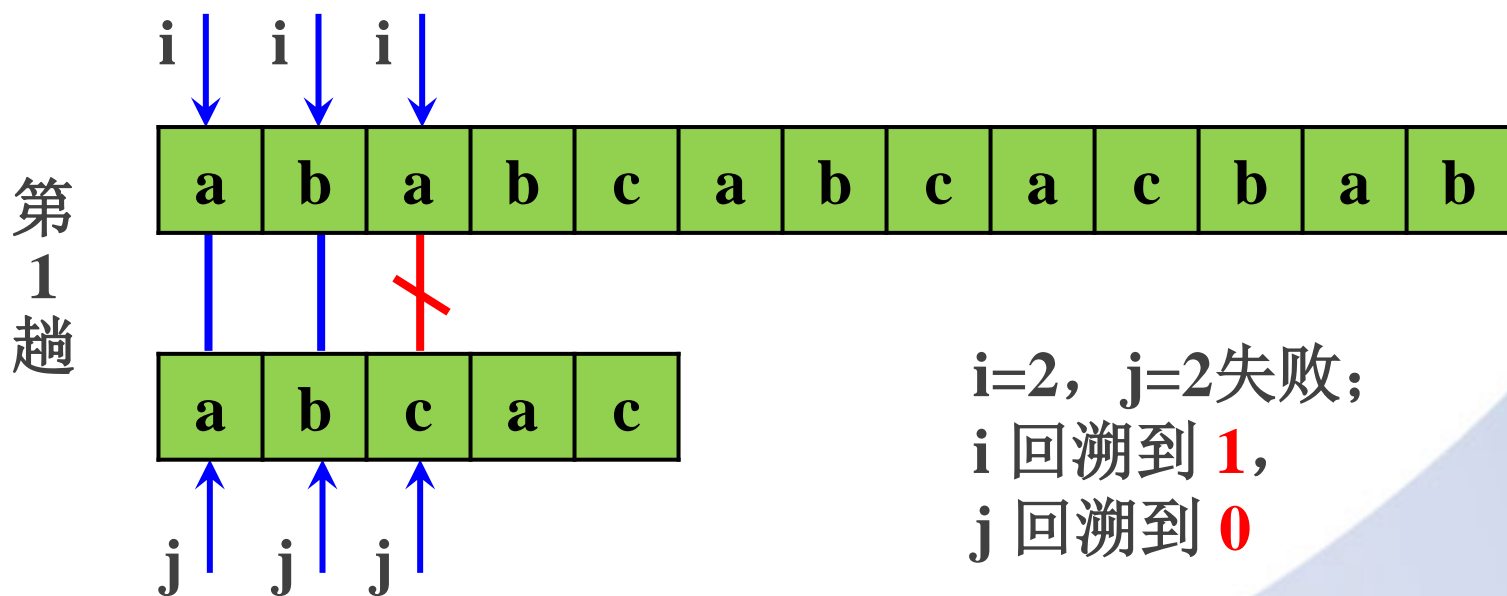 i i i
a b a b c a b c a c b a b
第
1
趟
a b c a c
j j j
i=2，j=2失败；
i 回溯到 1，
j 回溯到 0